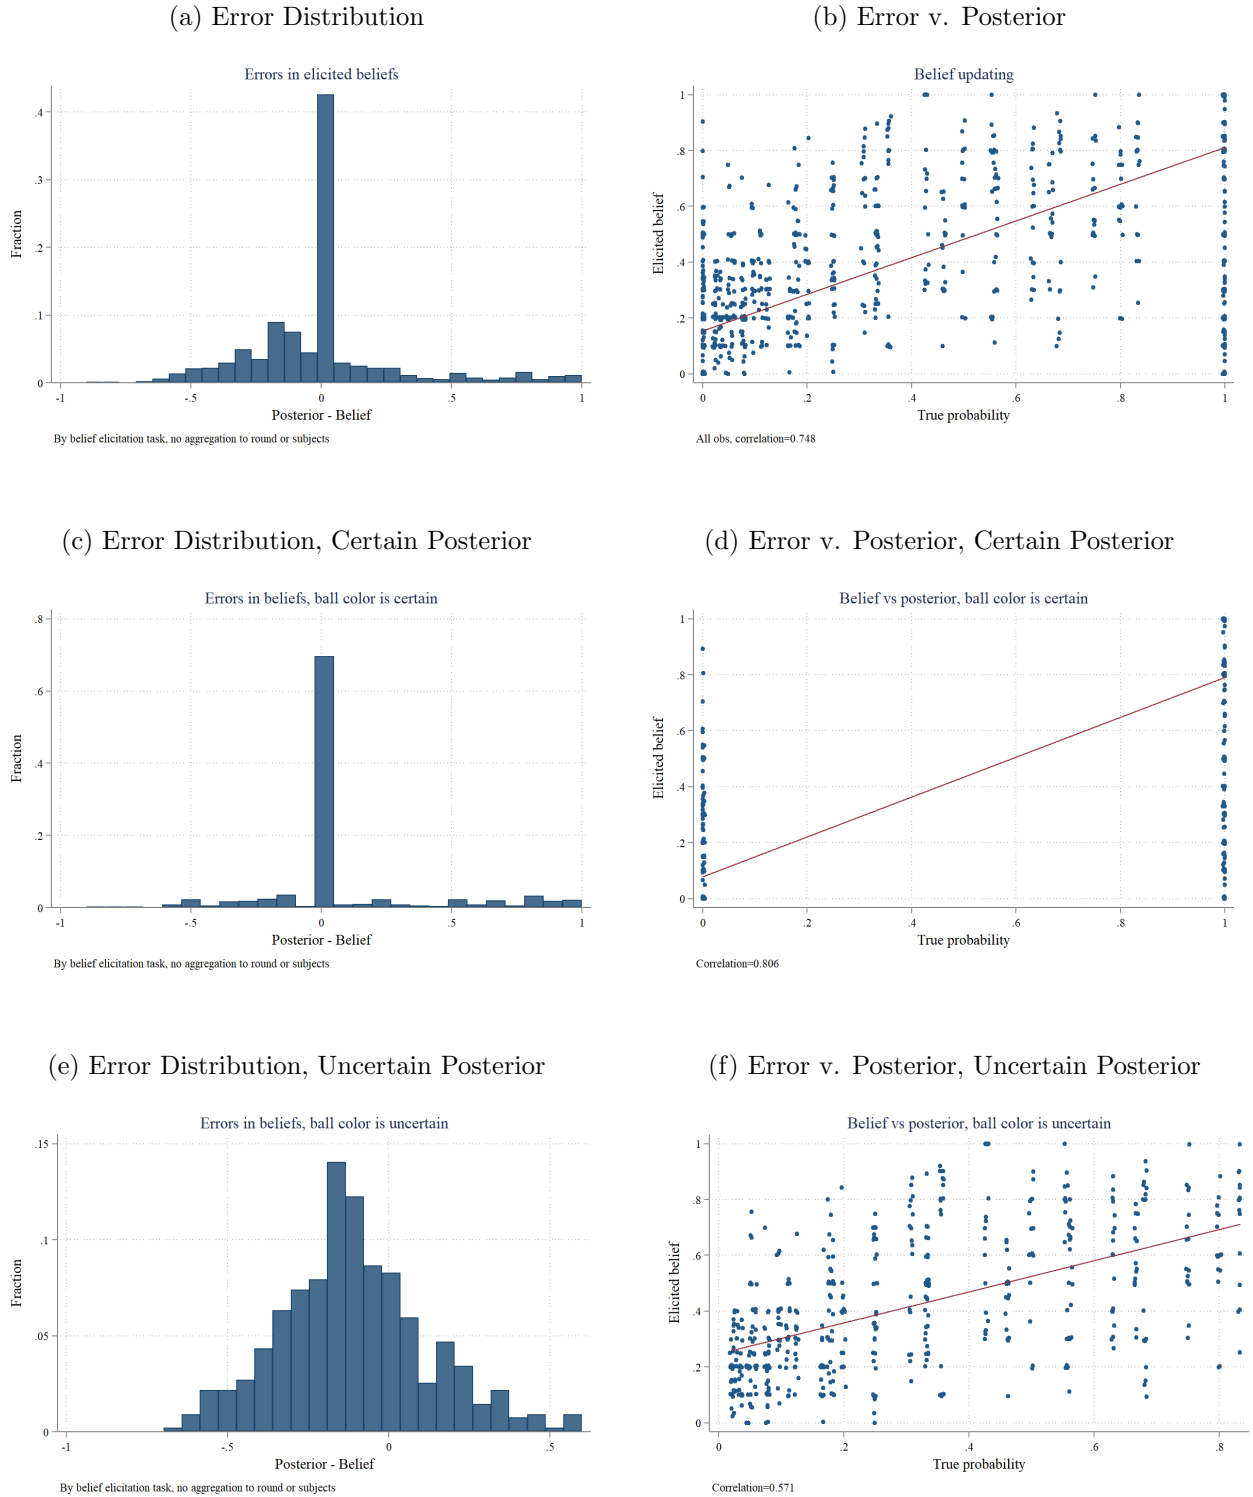 (a) Error Distribution
Errors in elicited beliefs
Fraction
.4
.3
.2
.1
0
-1
-.5
0
.5
1
Posterior - Belief
By belief elicitation task, no aggregation to round or subjects
(b) Error v. Posterior
Belief updating
Elicited belief
1
.8
.6
.4
.2
0
0
.2
.4
.6
.8
1
True probability
All obs, correlation=0.748
(c) Error Distribution, Certain Posterior
Errors in beliefs, ball color is certain
Fraction
.8
.6
.4
.2
0
-1
-.5
0
.5
1
Posterior - Belief
By belief elicitation task, no aggregation to round or subjects
(d) Error v. Posterior, Certain Posterior
Belief vs posterior, ball color is certain
Elicited belief
1
.8
.6
.4
.2
0
0
.2
.4
.6
.8
1
True probability
Correlation=0.806
(e) Error Distribution, Uncertain Posterior
Errors in beliefs, ball color is uncertain
Fraction
.15
.1
.05
0
-1
-.5
0
.5
Posterior - Belief
By belief elicitation task, no aggregation to round or subjects
(f) Error v. Posterior, Uncertain Posterior
Belief vs posterior, ball color is uncertain
Elicited belief
1
.8
.6
.4
.2
0
0
.2
.4
.6
.8
True probability
Correlation=0.571